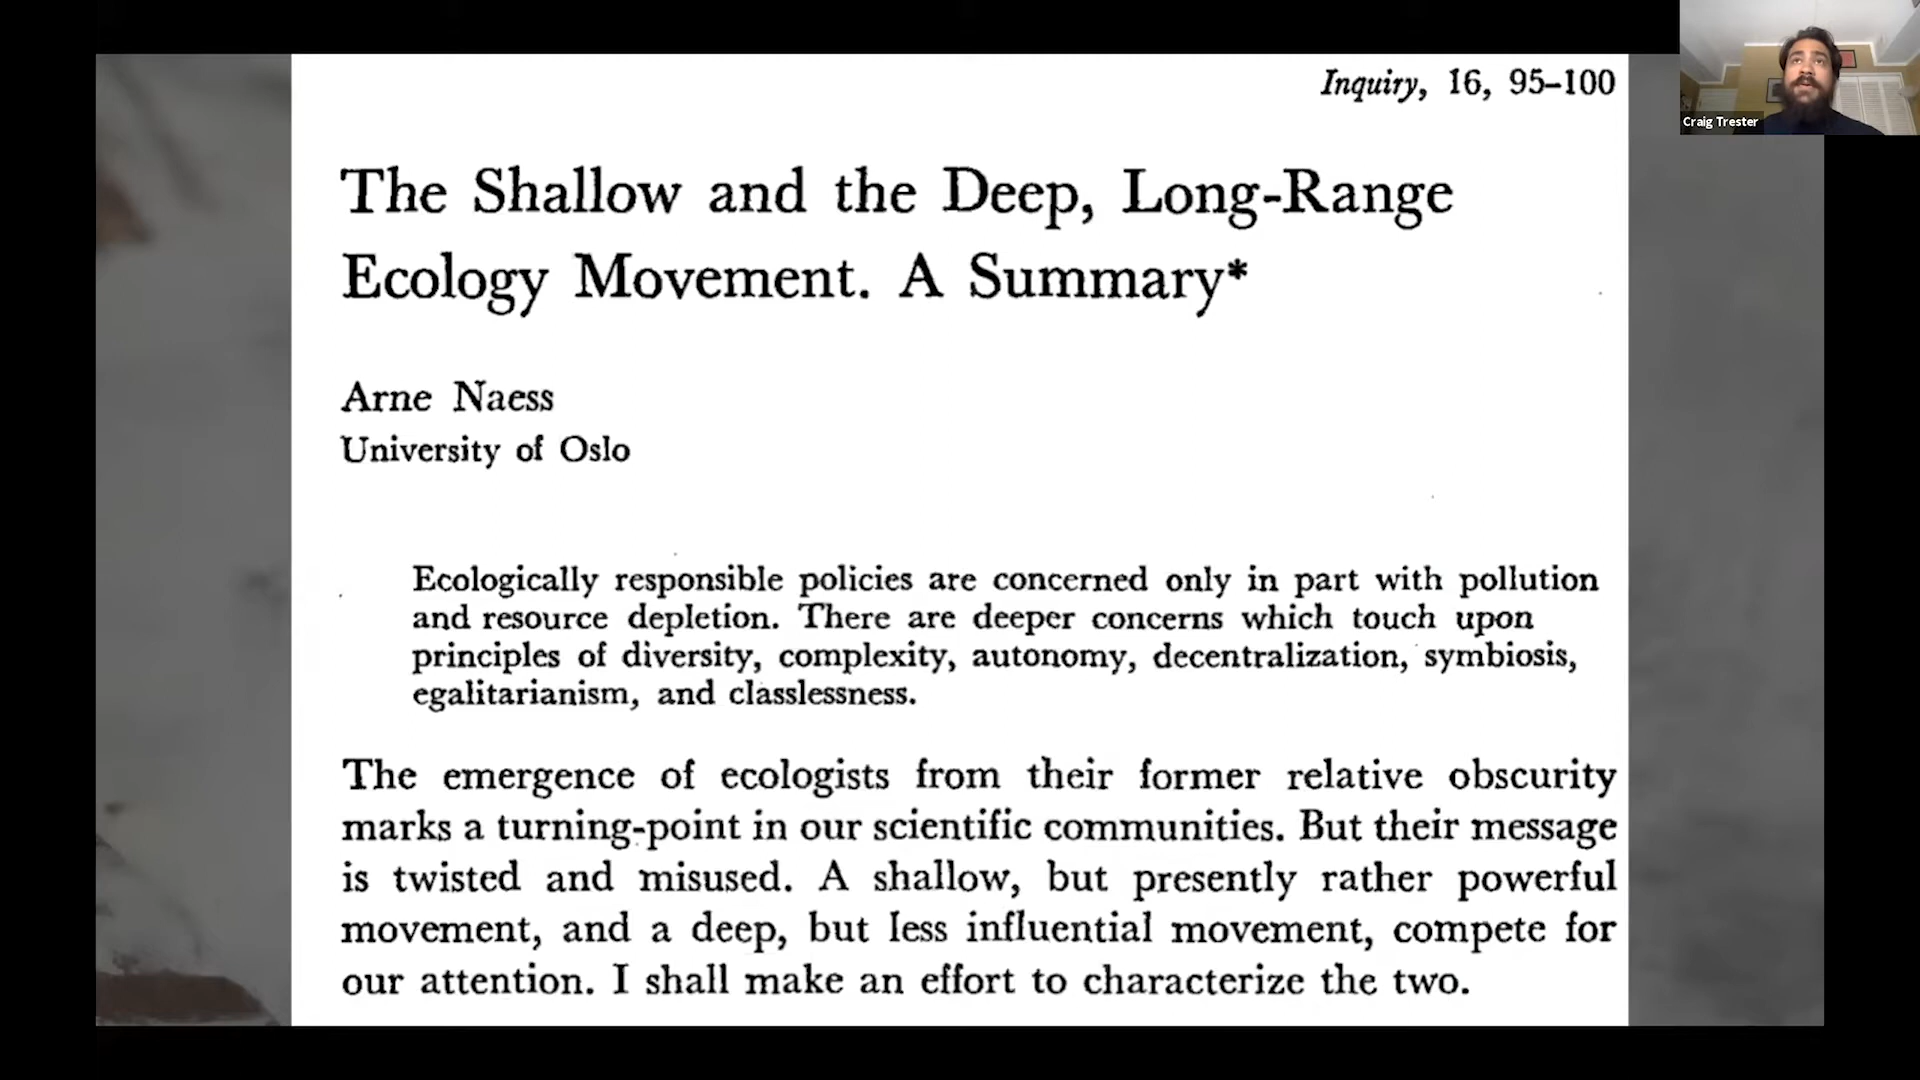 Inquiry, 16, 95–100
Craig Trester
The Shallow and the Deep, Long-Range
Ecology Movement. A Summary*
Arne Naess
University of Oslo
Ecologically responsible policies are concerned only in part with pollution
and resource depletion. There are deeper concerns which touch upon
principles of diversity, complexity, autonomy, decentralization, symbiosis,
egalitarianism, and classlessness.
The emergence of ecologists from their former relative obscurity
marks a turning-point in our scientific communities. But their message
is twisted and misused. A shallow, but presently rather powerful
movement, and a deep, but less influential movement, compete for
our attention. I shall make an effort to characterize the two.